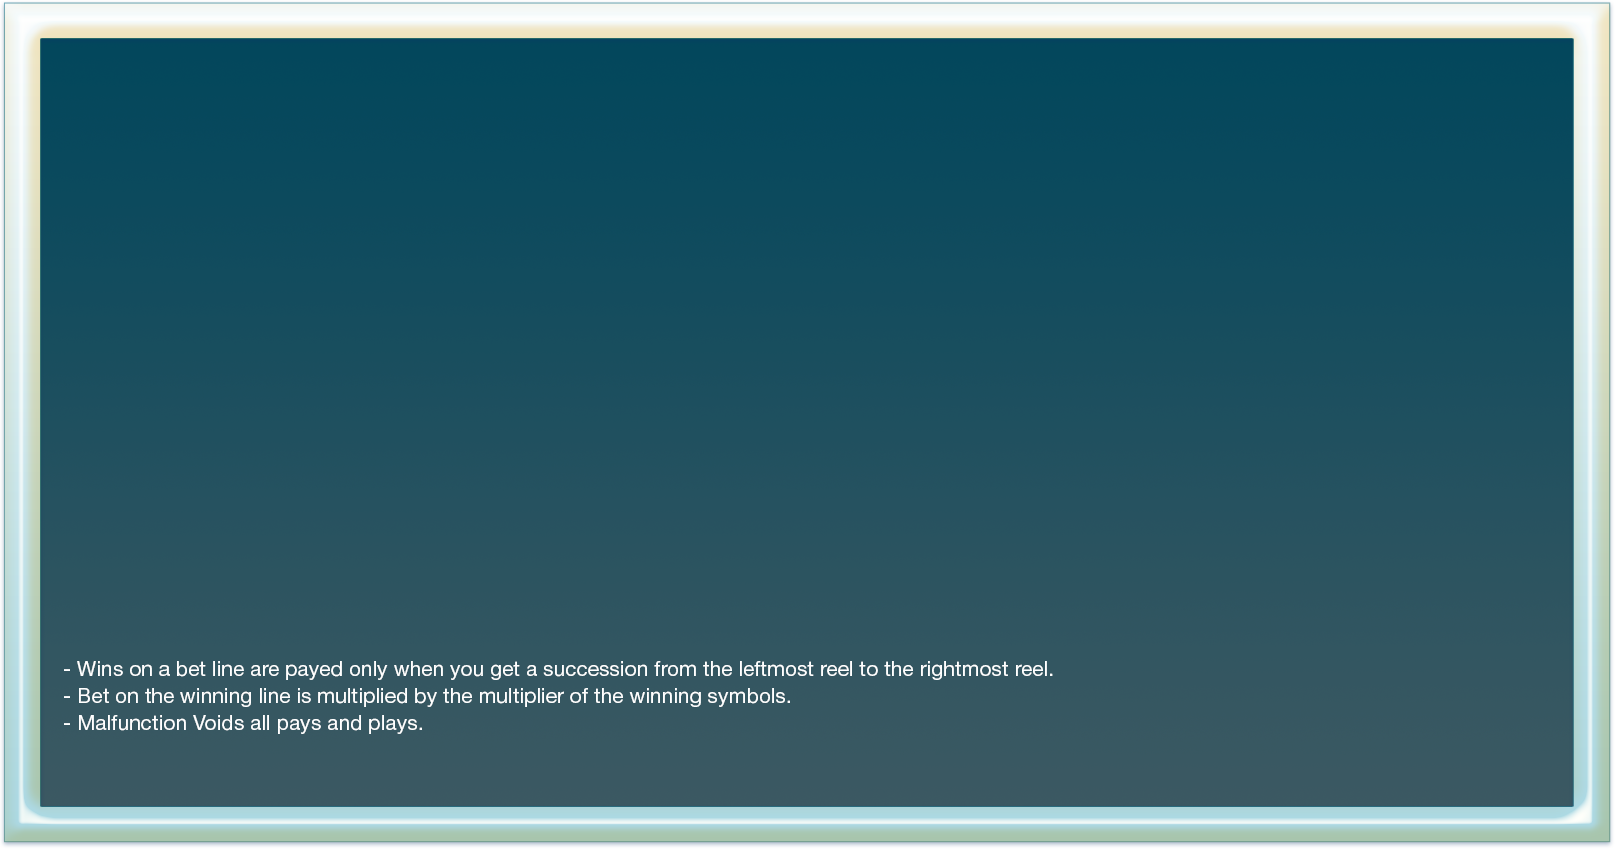 - Wins on a bet line are payed only when you get a succession from the leftmost reel to the rightmost reel.
- Bet on the winning line is multiplied by the multiplier of the winning symbols.
- Malfunction Voids all pays and plays.